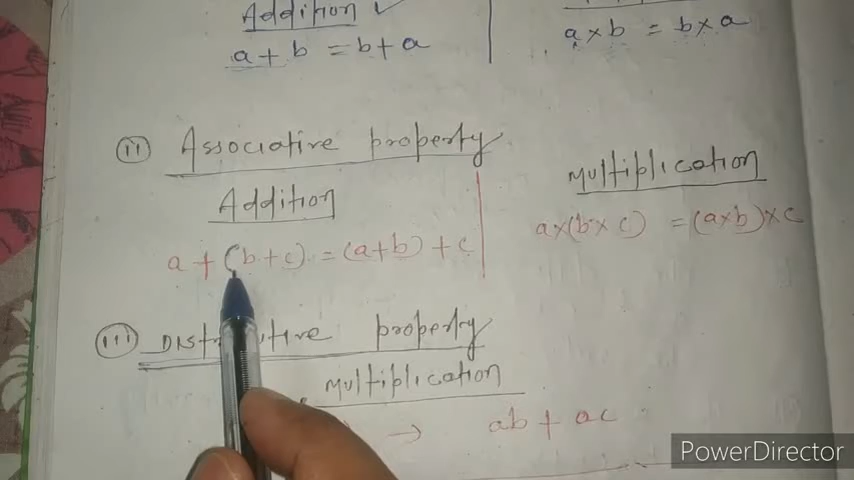 Addition
a + b = b + a
a × b = b × a
(ii) Associative property
Addition
a + (b + c) = (a + b) + c
Multiplication
a × (b × c) = (a × b) × c
(iii) property
Multiplication
→ ab + ac
PowerDirector